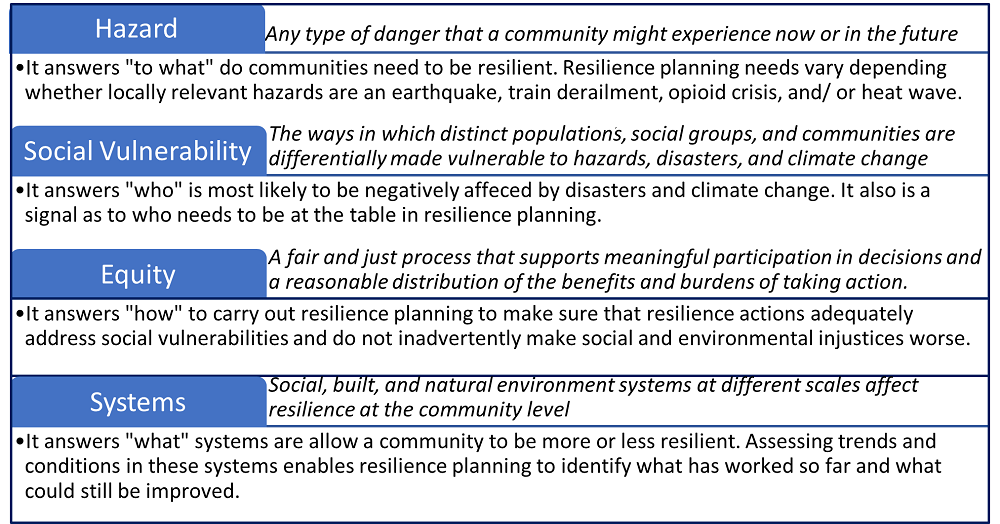 Hazard
Any type of danger that a community might experience now or in the future
•It answers "to what" do communities need to be resilient. Resilience planning needs vary depending
whether locally relevant hazards are an earthquake, train derailment, opioid crisis, and/ or heat wave.
Social Vulnerability
The ways in which distinct populations, social groups, and communities are
differentially made vulnerable to hazards, disasters, and climate change
•It answers "who" is most likely to be negatively affeced by disasters and climate change. It also is a
signal as to who needs to be at the table in resilience planning.
Equity
A fair and just process that supports meaningful participation in decisions and
a reasonable distribution of the benefits and burdens of taking action.
•It answers "how" to carry out resilience planning to make sure that resilience actions adequately
address social vulnerabilities and do not inadvertently make social and environmental injustices worse.
Systems
Social, built, and natural environment systems at different scales affect
resilience at the community level
•It answers "what" systems are allow a community to be more or less resilient. Assessing trends and
conditions in these systems enables resilience planning to identify what has worked so far and what
could still be improved.